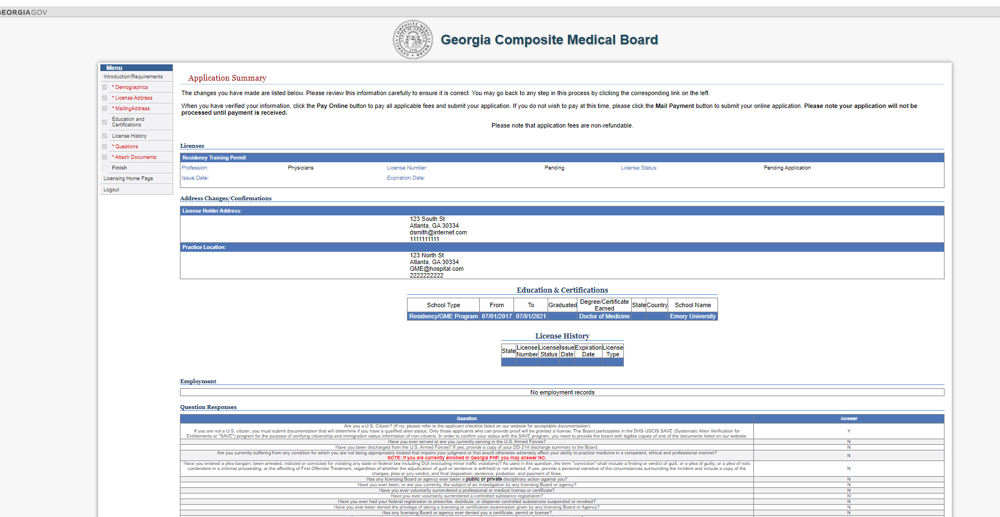 GEORGIAGOV
Georgia Composite Medical Board
Menu
Introduction/Requirements
* Demographics
* License Address
* MailingAddress
Education and
Certifications
License History
* Questions
* Attach Documents
Finish
Licensing Home Page
Logout
Application Summary
The changes you have made are listed below. Please review this information carefully to ensure it is correct. You may go back to any step in this process by clicking the corresponding link on the left.
When you have verified your information, click the Pay Online button to pay all applicable fees and submit your application. If you do not wish to pay at this time, please click the Mail Payment button to submit your online application. Please note your application will not be
processed until payment is received.
Please note that application fees are non-refundable.
Licenses
Residency Training Permit
Profession: Physicians License Number: Pending License Status: Pending Application
Issue Date: Expiration Date:
Address Changes/Confirmations
License Holder Address:
123 South St
Atlanta, GA 30334
dsmith@internet.com
1111111111
Practice Location:
123 North St
Atlanta, GA 30334
GME@hospital.com
2222222222
Education & Certifications
School Type From To Graduated Degree/Certificate Earned State Country School Name
Residency/GME Program 07/01/2017 07/01/2021 Doctor of Medicine Emory University
License History
State License Number License Status Issue Date Expiration Date License Type
Employment
No employment records
Question Responses
Question Answer
Are you a U.S. Citizen? (If no, please refer to the applicant checklist listed on our website for acceptable documentation)
If you are not a U.S. citizen, you must submit documentation that will determine if you have a qualified alien status. Only those applicants who can provide proof will be granted a license. The Board participates in the DHS-USCIS SAVE (Systematic Alien Verification for
Entitlements or "SAVE") program for the purpose of verifying citizenship and immigration status information of non-citizens. In order to confirm your status with the SAVE program, you need to provide the board with legible copies of one of the documents listed on our website. Y
Have you ever served or are you currently serving in the U.S. Armed Forces? N
Have you been discharged from the U.S. Armed Forces? If yes, provide a copy of your DD-214 discharge summary to the Board. N
Are you currently suffering from any condition for which you are not being appropriately treated that impairs your judgment or that would otherwise adversely affect your ability to practice medicine in a competent, ethical and professional manner?
NOTE: If you are currently enrolled in Georgia PHP, you may answer NO. N
Have you entered a plea bargain, been arrested, indicted or convicted for violating any state or federal law including DUI (excluding minor traffic violations)? As used in this question, the term "conviction" shall include a finding or verdict of guilt, or a plea of guilty, or a plea of nolo
contendere in a criminal proceeding, or the affording of First Offender Treatment, regardless of whether the adjudication of guilt or sentence is withheld or not entered. If yes, provide a personal narrative of the circumstances surrounding the incident and include a copy of the
charges, plea or jury verdict, and final disposition, sentence, probation, and payment of fines. N
Has any licensing Board or agency ever taken a public or private disciplinary action against you? N
Have you ever been, or are you currently, the subject of an investigation by any licensing Board or agency? N
Have you ever voluntarily surrendered a professional or medical license or certificate? N
Have you ever voluntarily surrendered a controlled substance registration? N
Have you ever had your federal registration to prescribe, distribute, or dispense controlled substances suspended or revoked? N
Have you ever been denied the privilege of taking a licensing or certification examination given by any licensing Board or Agency? N
Has any licensing Board or agency ever denied you a certificate, permit or license? N